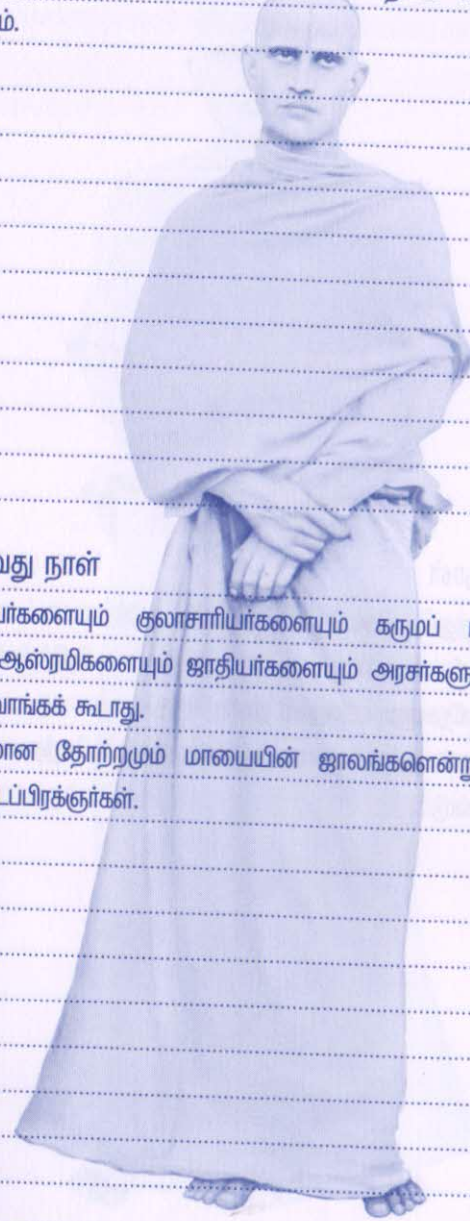 ம்.
வது நாள்
பர்களையும் குலாசாரியர்களையும் கருமப்
ஆஸ்ரமிகளையும் ஜாதியர்களையும் அரசர்களு
வாங்கக் கூடாது.
லான தோற்றமும் மாயையின் ஜாலங்களென்று
டப்பிரக்ஞர்கள்.